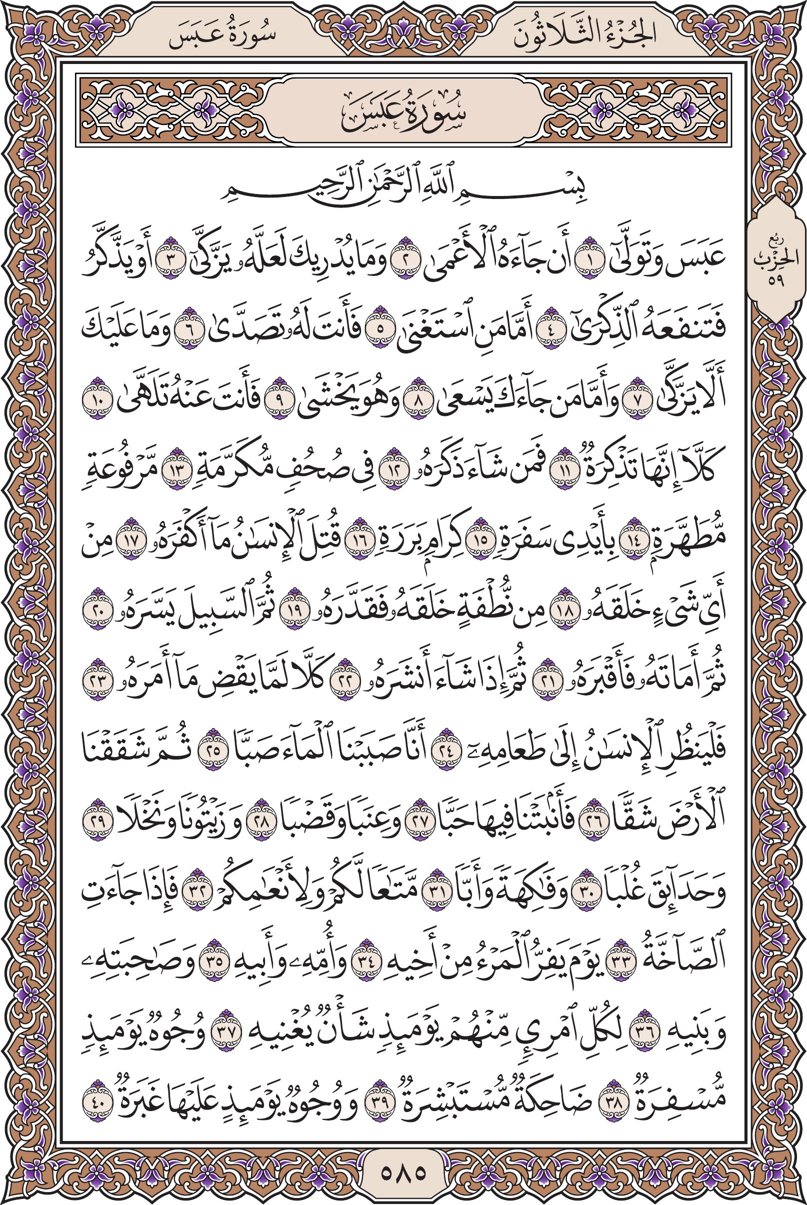 الجُزْءُ الثَّلَاثُونَ
سُورَةُ عَبَسَ
سُورَةُ عَبَسَ
بِسْمِ ٱللَّهِ ٱلرَّحْمَٰنِ ٱلرَّحِيمِ
عَبَسَ وَتَوَلَّىٰٓ ١ أَن جَآءَهُ ٱلْأَعْمَىٰ ٢ وَمَا يُدْرِيكَ لَعَلَّهُۥ يَزَّكَّىٰٓ ٣ أَوْ يَذَّكَّرُ
فَتَنفَعَهُ ٱلذِّكْرَىٰٓ ٤ أَمَّا مَنِ ٱسْتَغْنَىٰ ٥ فَأَنتَ لَهُۥ تَصَدَّىٰ ٦ وَمَا عَلَيْكَ
أَلَّا يَزَّكَّىٰ ٧ وَأَمَّا مَن جَآءَكَ يَسْعَىٰ ٨ وَهُوَ يَخْشَىٰ ٩ فَأَنتَ عَنْهُ تَلَهَّىٰ ١٠
كَلَّآ إِنَّهَا تَذْكِرَةٌ ١١ فَمَن شَآءَ ذَكَرَهُۥ ١٢ فِى صُحُفٍ مُّكَرَّمَةٍ ١٣ مَّرْفُوعَةٍ
مُّطَهَّرَةٍۭ ١٤ بِأَيْدِى سَفَرَةٍ ١٥ كِرَامٍۭ بَرَرَةٍ ١٦ قُتِلَ ٱلْإِنسَٰنُ مَآ أَكْفَرَهُۥ ١٧ مِنْ
أَىِّ شَىْءٍ خَلَقَهُۥ ١٨ مِن نُّطْفَةٍ خَلَقَهُۥ فَقَدَّرَهُۥ ١٩ ثُمَّ ٱلسَّبِيلَ يَسَّرَهُۥ ٢٠
ثُمَّ أَمَاتَهُۥ فَأَقْبَرَهُۥ ٢١ ثُمَّ إِذَا شَآءَ أَنشَرَهُۥ ٢٢ كَلَّا لَمَّا يَقْضِ مَآ أَمَرَهُۥ ٢٣
فَلْيَنظُرِ ٱلْإِنسَٰنُ إِلَىٰ طَعَامِهِۦٓ ٢٤ أَنَّا صَبَبْنَا ٱلْمَآءَ صَبًّا ٢٥ ثُمَّ شَقَقْنَا
ٱلْأَرْضَ شَقًّا ٢٦ فَأَنۢبَتْنَا فِيهَا حَبًّا ٢٧ وَعِنَبًا وَقَضْبًا ٢٨ وَزَيْتُونًا وَنَخْلًا ٢٩
وَحَدَآئِقَ غُلْبًا ٣٠ وَفَٰكِهَةً وَأَبًّا ٣١ مَّتَٰعًا لَّكُمْ وَلِأَنْعَٰمِكُمْ ٣٢ فَإِذَا جَآءَتِ
ٱلصَّآخَّةُ ٣٣ يَوْمَ يَفِرُّ ٱلْمَرْءُ مِنْ أَخِيهِ ٣٤ وَأُمِّهِۦ وَأَبِيهِ ٣٥ وَصَٰحِبَتِهِۦ
وَبَنِيهِ ٣٦ لِكُلِّ ٱمْرِئٍ مِّنْهُمْ يَوْمَئِذٍ شَأْنٌ يُغْنِيهِ ٣٧ وُجُوهٌ يَوْمَئِذٍ
مُّسْفِرَةٌ ٣٨ ضَاحِكَةٌ مُّسْتَبْشِرَةٌ ٣٩ وَوُجُوهٌ يَوْمَئِذٍ عَلَيْهَا غَبَرَةٌ ٤٠
رُبْع
الحِزْب
٥٩
٥٨٥